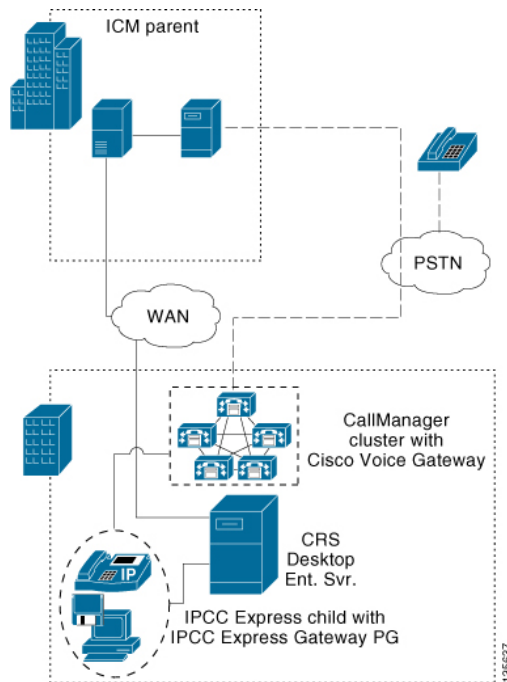 ICM parent
PSTN
WAN
CallManager
cluster with
Cisco Voice Gateway
CRS
Desktop
Ent. Svr.
IP
IPCC Express child with
IPCC Express Gateway PG